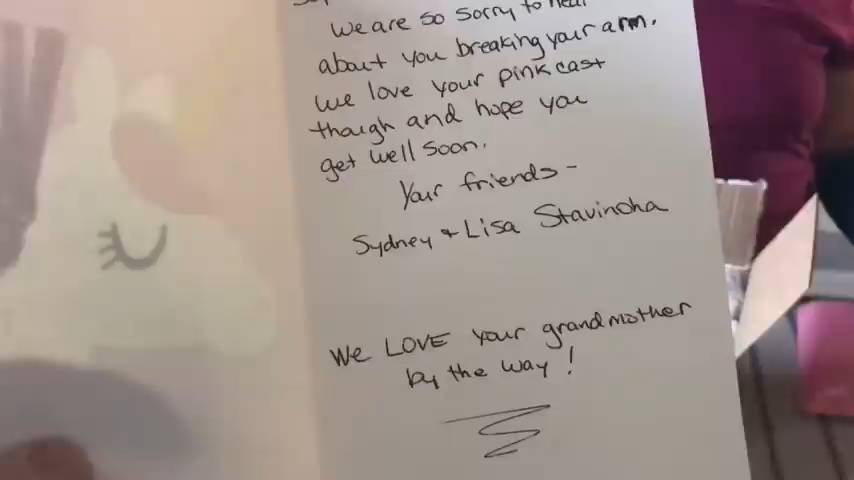 We are so sorry to hear
about you breaking your arm.
We love your pink cast
though and hope you
get well soon.
Your friends -
Sydney + Lisa Stavinoha
We LOVE your grandmother
by the way!